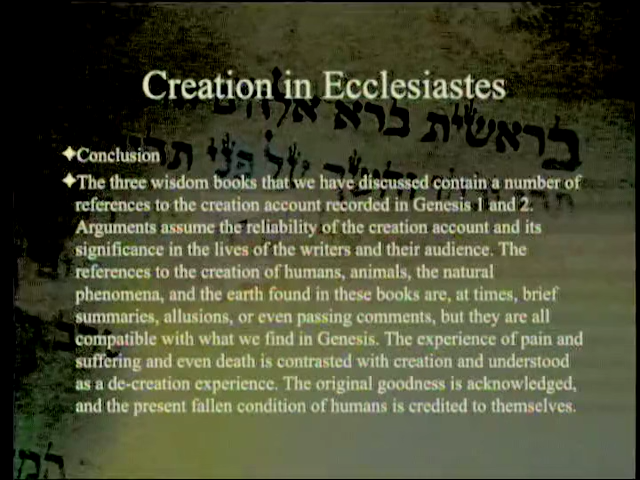 Creation in Ecclesiastes
Conclusion
The three wisdom books that we have discussed contain a number of
references to the creation account recorded in Genesis 1 and 2.
Arguments assume the reliability of the creation account and its
significance in the lives of the writers and their audience. The
references to the creation of humans, animals, the natural
phenomena, and the earth found in these books are, at times, brief
summaries, allusions, or even passing comments, but they are all
compatible with what we find in Genesis. The experience of pain and
suffering and even death is contrasted with creation and understood
as a de-creation experience. The original goodness is acknowledged,
and the present fallen condition of humans is credited to themselves.
בראשית ברא אלהים